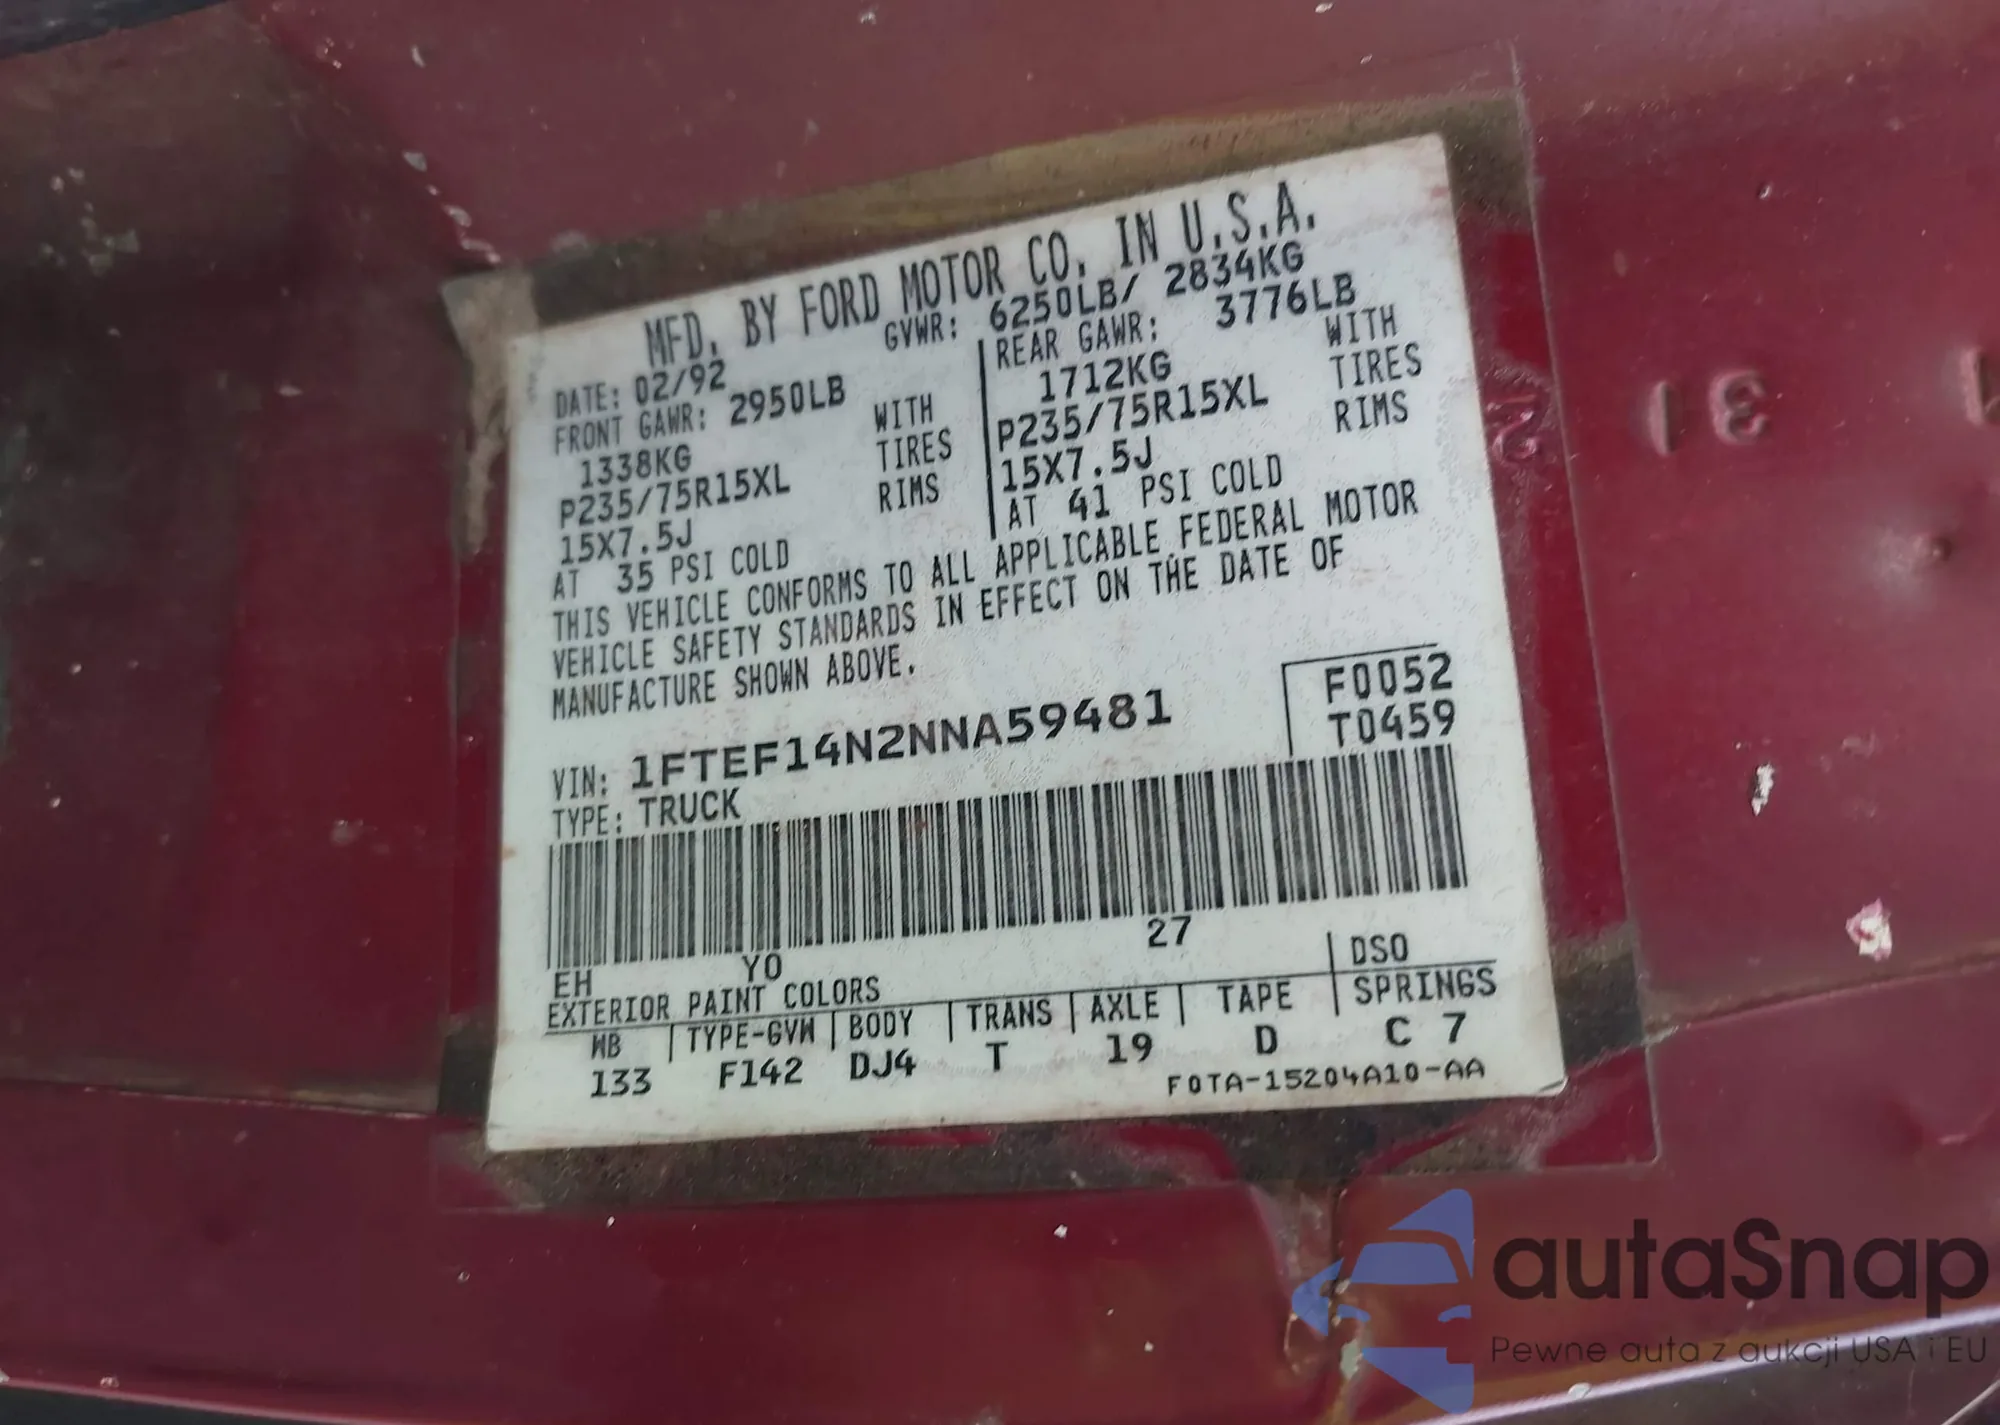 MFD. BY FORD MOTOR CO. IN U.S.A.
DATE: 02/92 GVWR: 6250LB/ 2834KG
FRONT GAWR: 2950LB
1338KG WITH
P235/75R15XL TIRES
15X7.5J RIMS
AT 35 PSI COLD
REAR GAWR: 3776LB
1712KG WITH
P235/75R15XL TIRES
15X7.5J RIMS
AT 41 PSI COLD
THIS VEHICLE CONFORMS TO ALL APPLICABLE FEDERAL MOTOR
VEHICLE SAFETY STANDARDS IN EFFECT ON THE DATE OF
MANUFACTURE SHOWN ABOVE.
F0052
T0459
VIN: 1FTEF14N2NNA59481
TYPE: TRUCK
EH YO 27
EXTERIOR PAINT COLORS DSO
WB TYPE-GVW BODY TRANS AXLE TAPE SPRINGS
133 F142 DJ4 T 19 D C 7
F0TA-15204A10-AA
autaSnap
Pewne auta z aukcji USA i EU